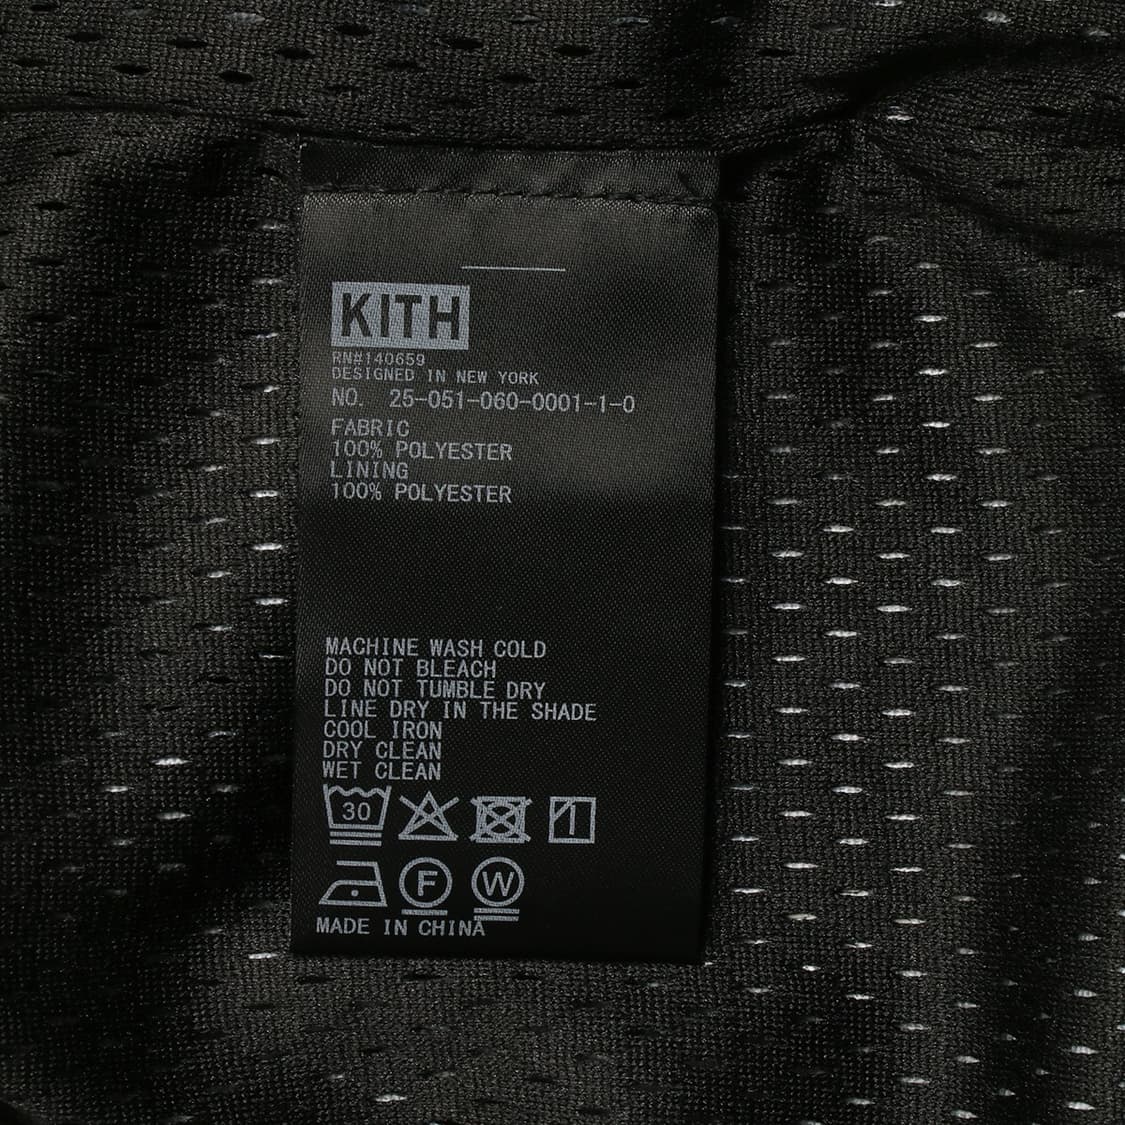 KITH
RN#140659
DESIGNED IN NEW YORK
NO. 25-051-060-0001-1-0
FABRIC
100% POLYESTER
LINING
100% POLYESTER
MACHINE WASH COLD
DO NOT BLEACH
DO NOT TUMBLE DRY
LINE DRY IN THE SHADE
COOL IRON
DRY CLEAN
WET CLEAN
30
F W
MADE IN CHINA